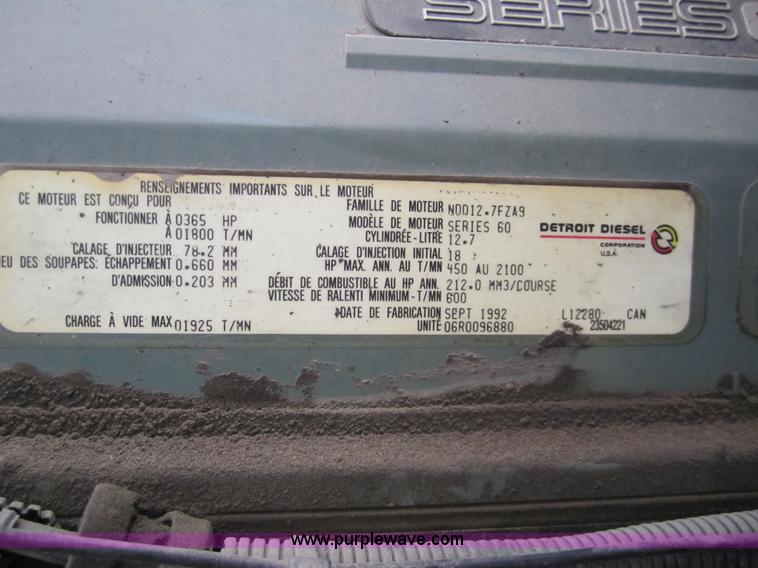 SERIES
RENSEIGNEMENTS IMPORTANTS SUR LE MOTEUR
CE MOTEUR EST CONÇU POUR
FONCTIONNER À 0365 HP
À 01800 T/MN
CALAGE D'INJECTEUR 78.2 MM
IEU DES SOUPAPES: ÉCHAPPEMENT 0.660 MM
D'ADMISSION 0.203 MM
CHARGE À VIDE MAX 01925 T/MN
FAMILLE DE MOTEUR NDD12.7FZA9
MODÈLE DE MOTEUR SERIES 60
CYLINDRÉE-LITRE 12.7
CALAGE D'INJECTION INITIAL 18
HP MAX. ANN. AU T/MN 450 AU 2100
DÉBIT DE COMBUSTIBLE AU HP ANN. 212.0 MM3/COURSE
VITESSE DE RALENTI MINIMUM-T/MN 600
DATE DE FABRICATION SEPT 1992
UNITÉ 06R0096880
DETROIT DIESEL
CORPORATION
U.S.A.
L12280 CAN
23504221
www.purplewave.com